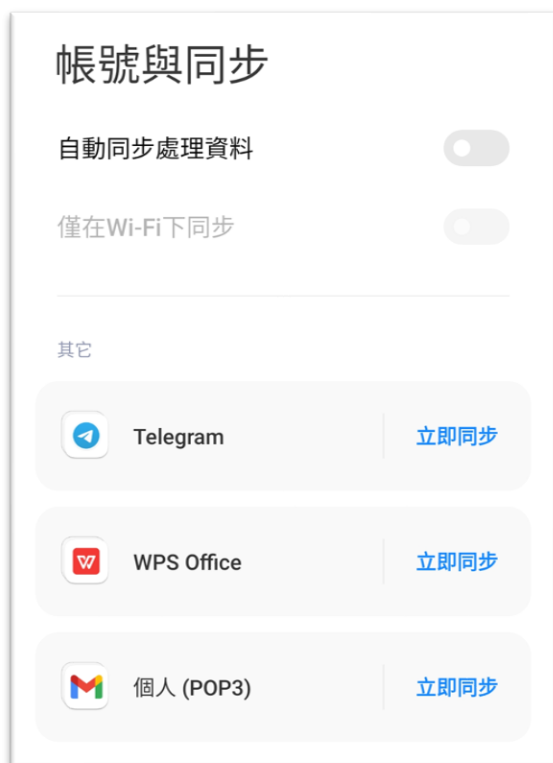 帳號與同步
自動同步處理資料
僅在Wi-Fi下同步
其它
Telegram 立即同步
WPS Office 立即同步
個人 (POP3) 立即同步